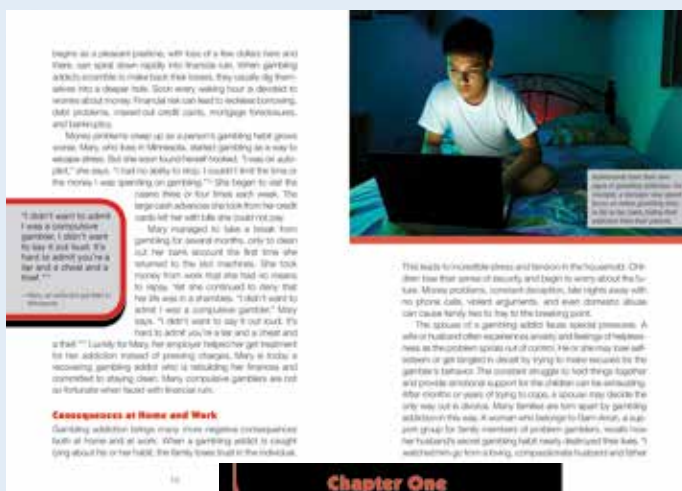 begins as a pleasant pastime, with loss of a few dollars here and
there, can spiral down rapidly into financial ruin. When gambling
addicts scramble to make back their losses, they usually dig them-
selves into a deeper hole. Soon every waking hour is devoted to
worries about money. Financial risk can lead to reckless borrowing,
debt problems, maxed-out credit cards, mortgage foreclosures,
and bankruptcy.
Money problems creep up as a person's gambling habit grows
worse. Mary, who lives in Minnesota, started gambling as a way to
escape stress. But she soon found herself hooked. "I was on auto-
pilot," she says. "I had no ability to stop. I couldn't limit the time or
the money I was spending on gambling." She began to visit the
casino three or four times each week. The
large cash advances she took from her credit
cards left her with bills she could not pay.
Mary managed to take a break from
gambling for several months, only to clean
out her bank account the first time she
returned to the slot machines. She took
money from work that she had no means
to repay. Yet she continued to deny that
her life was in a shambles. "I didn't want to
admit I was a compulsive gambler," Mary
says. "I didn't want to say it out loud. It's
hard to admit you're a liar and a cheat and
a thief." Luckily for Mary, her employer helped her get treatment
for her addiction instead of pressing charges. Mary is today a
recovering gambling addict who is rebuilding her finances and
committed to staying clean. Many compulsive gamblers are not
so fortunate when faced with financial ruin.
"I didn't want to admit
I was a compulsive
gambler. I didn't want
to say it out loud. It's
hard to admit you're a
liar and a cheat and a
thief."
Consequences at Home and Work
Gambling addiction brings many more negative consequences
both at home and at work. When a gambling addict is caught
lying about his or her habit, the family loses trust in the individual.
This leads to incredible stress and tension in the household. Chil-
dren lose their sense of security and begin to worry about the fu-
ture. Money problems, constant deception, late nights away with
no phone calls, violent arguments, and even domestic abuse
can cause family ties to fray to the breaking point.
The spouse of a gambling addict faces special pressures. A
wife or husband often experiences anxiety and feelings of helpless-
ness as the problem spirals out of control. He or she may lose self-
esteem or get tangled in deceit by trying to make excuses for the
gambler's behavior. The constant struggle to hold things together
and provide emotional support for the children can be exhausting.
After months or years of trying to cope, a spouse may decide the
only way out is divorce. Many families are torn apart by gambling
addiction in this way. A woman who belongs to Gam-Anon, a sup-
port group for family members of problem gamblers, recalls how
her husband's secret gambling habit nearly destroyed their lives. "I
watched him go from a loving, compassionate husband and father
Chapter One